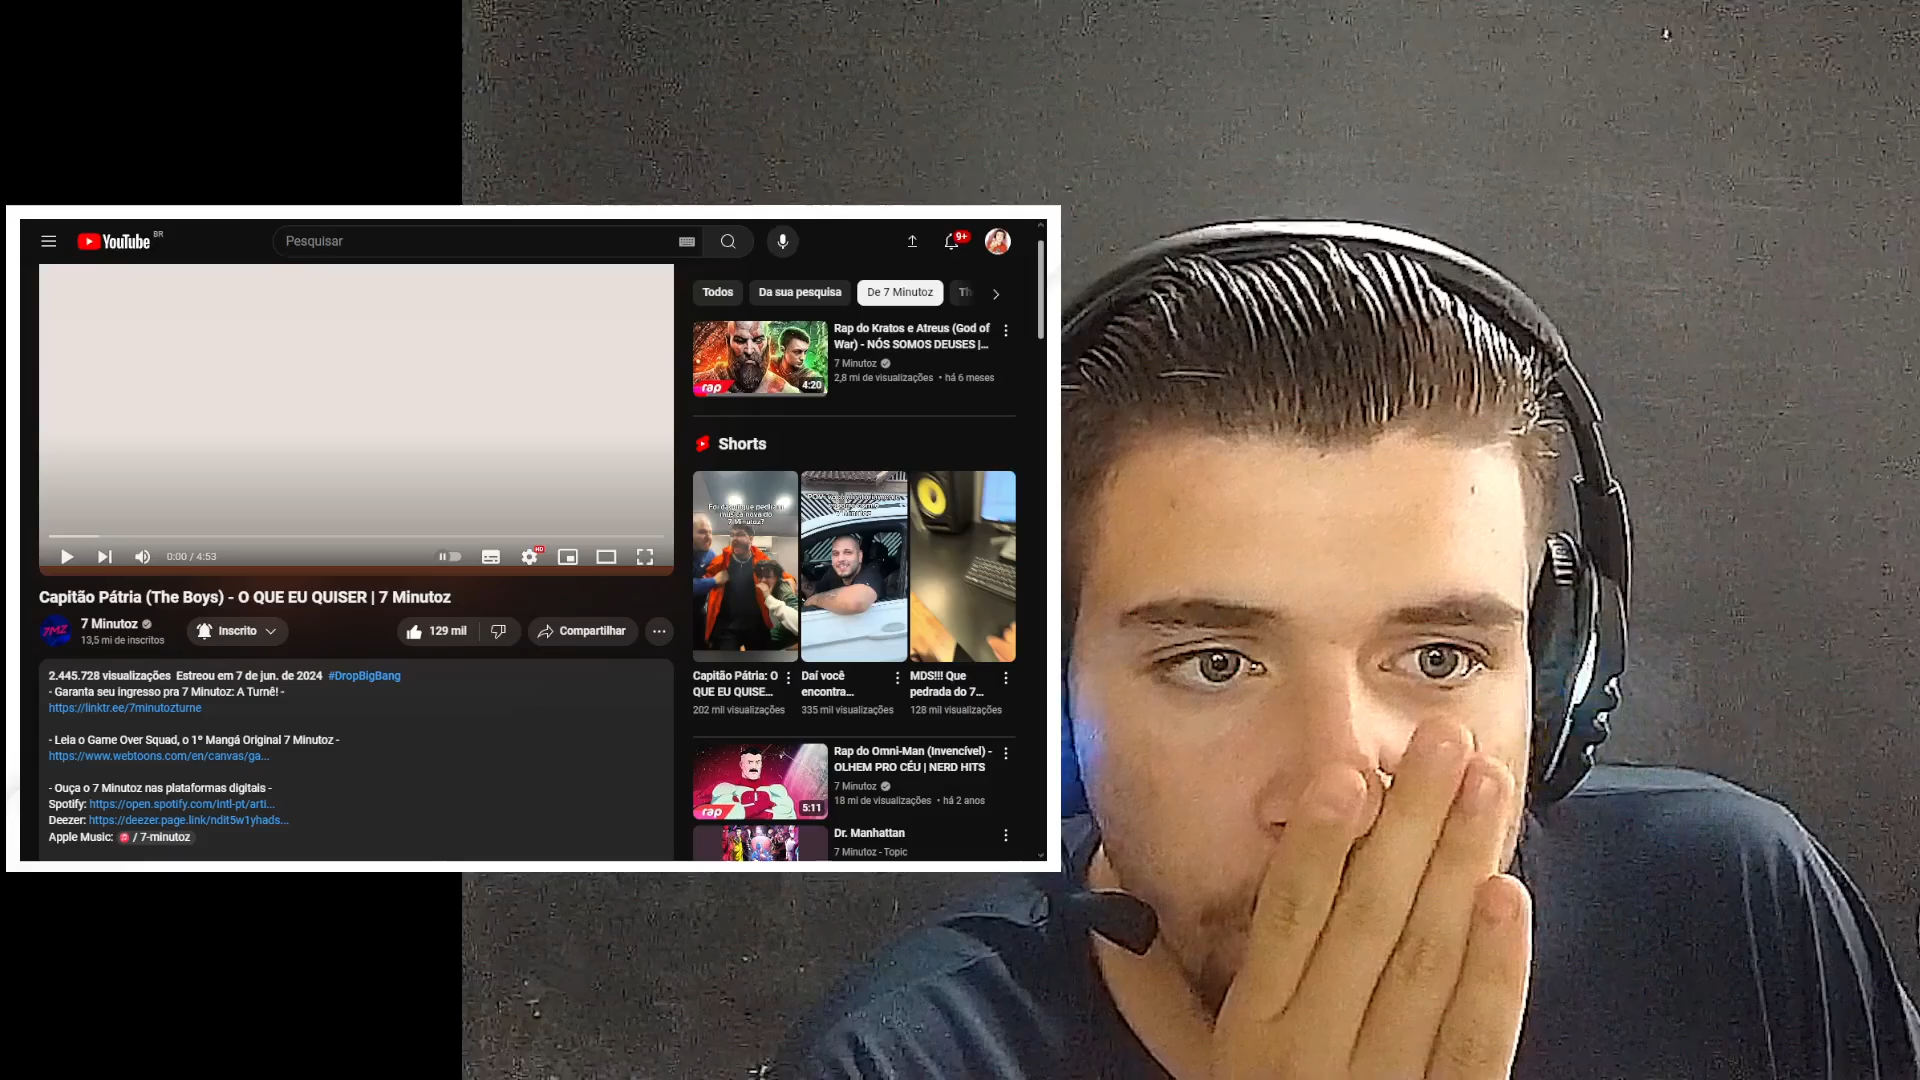 YouTube BR
Pesquisar
9+
Todos
Da sua pesquisa
De 7 Minutoz
Th
rap
4:20
Rap do Kratos e Atreus (God of
War) - NÓS SOMOS DEUSES |...
7 Minutoz
2,8 mi de visualizações • há 6 meses
Shorts
Capitão Pátria: O
QUE EU QUISE...
202 mil visualizações
Daí você
encontra...
335 mil visualizações
MDS!!! Que
pedrada do 7...
128 mil visualizações
rap
5:11
Rap do Omni-Man (Invencível) -
OLHEM PRO CÉU | NERD HITS
7 Minutoz
18 mi de visualizações • há 2 anos
Dr. Manhattan
7 Minutoz - Topic
0:00 / 4:53
HD
Capitão Pátria (The Boys) - O QUE EU QUISER | 7 Minutoz
7MZ
7 Minutoz
13,5 mi de inscritos
Inscrito
129 mil
Compartilhar
2.445.728 visualizações Estreou em 7 de jun. de 2024 #DropBigBang
- Garanta seu ingresso pra 7 Minutoz: A Turnê! -
https://linktr.ee/7minutozturne
- Leia o Game Over Squad, o 1º Mangá Original 7 Minutoz -
https://www.webtoons.com/en/canvas/ga...
- Ouça o 7 Minutoz nas plataformas digitais -
Spotify: https://open.spotify.com/intl-pt/arti...
Deezer: https://deezer.page.link/ndit5w1yhads...
Apple Music: / 7-minutoz